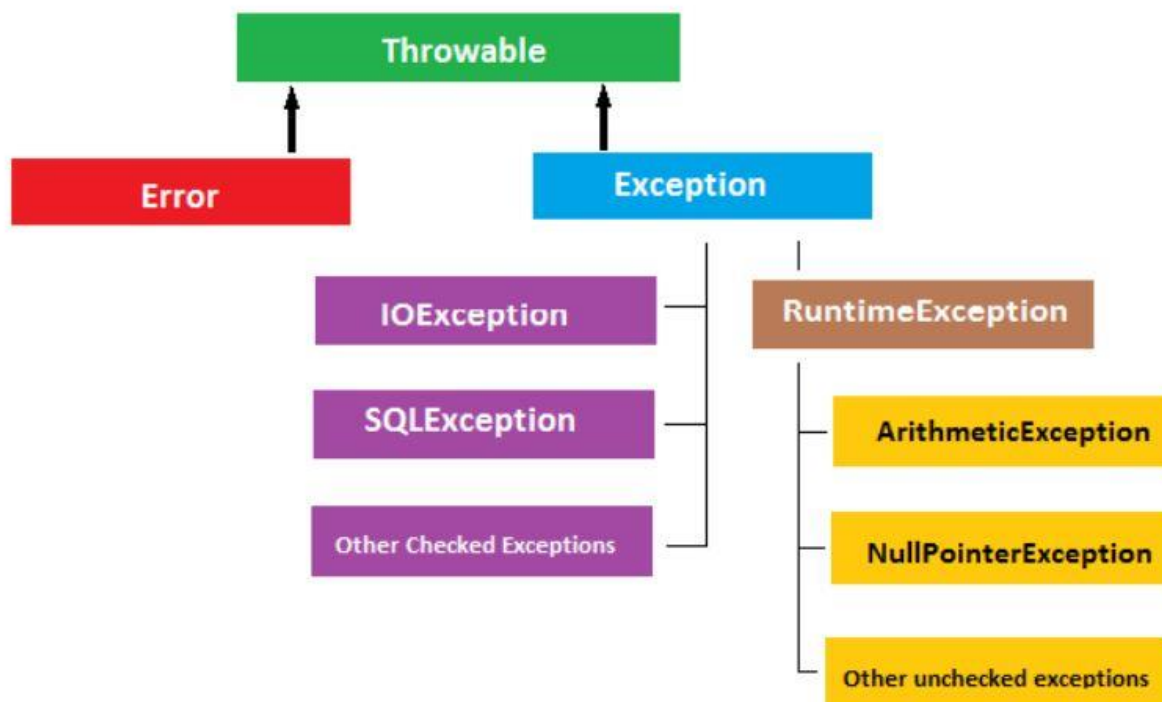 Throwable
Error
Exception
IOException
RuntimeException
SQLException
ArithmeticException
Other Checked Exceptions
NullPointerException
Other unchecked exceptions